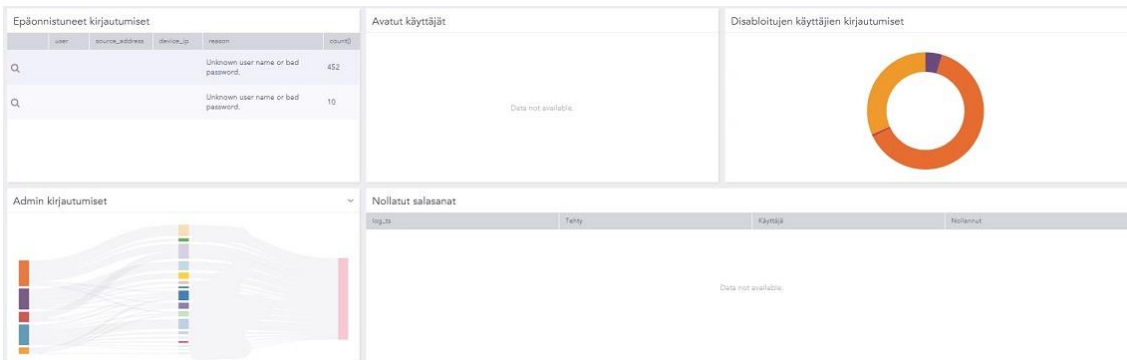 Epäonnistuneet kirjautumiset
user source_address device_ip reason count()
Unknown user name or bad
password.
452
Unknown user name or bad
password.
10
Avatut käyttäjät
Data not available.
Disabloitujen käyttäjien kirjautumiset
Admin kirjautumiset
Nollatut salasanat
log_ts Tehty Käyttäjä Nollannut
Data not available.